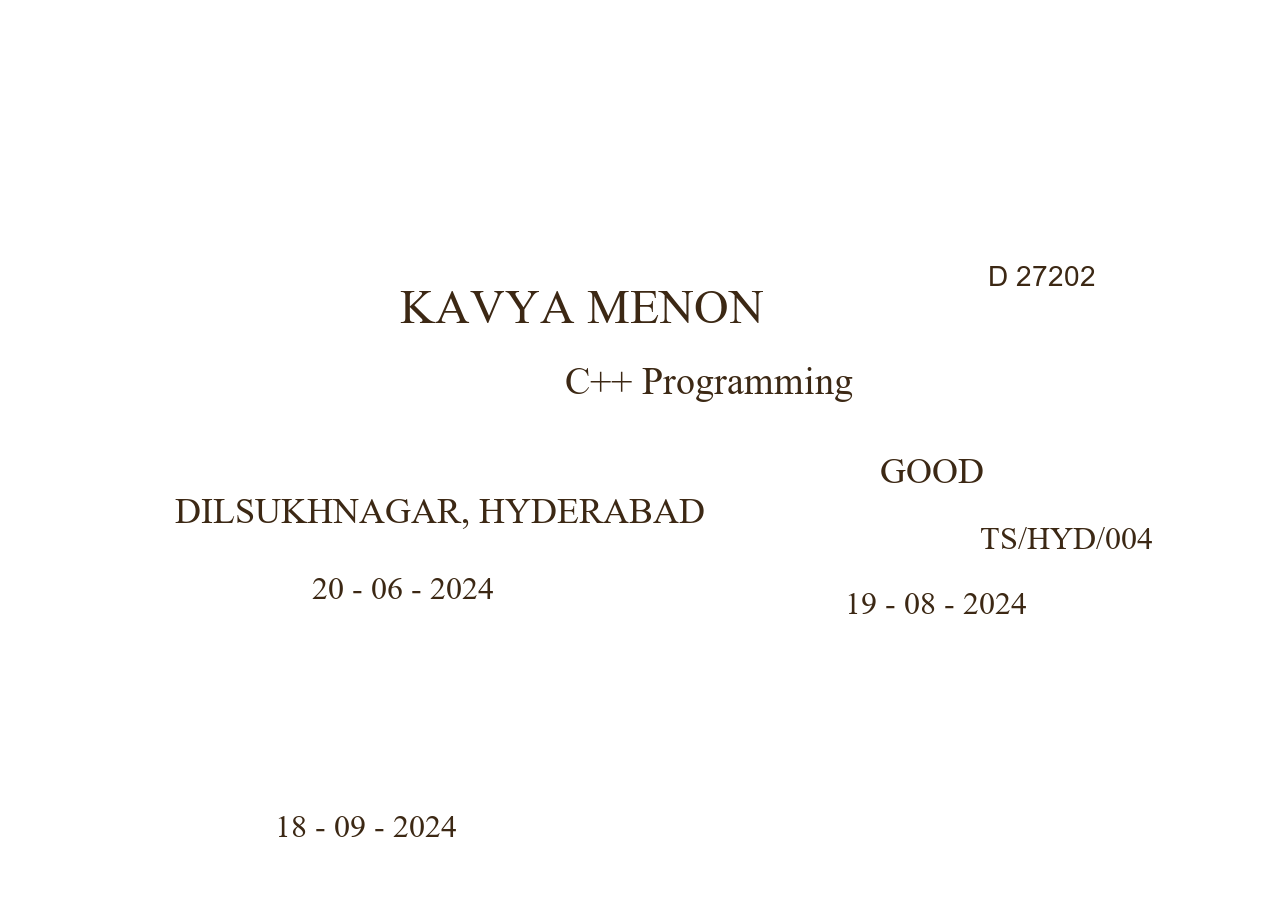 D 27202
KAVYA MENON
C++ Programming
GOOD
DILSUKHNAGAR, HYDERABAD
TS/HYD/004
20 - 06 - 2024
19 - 08 - 2024
18 - 09 - 2024